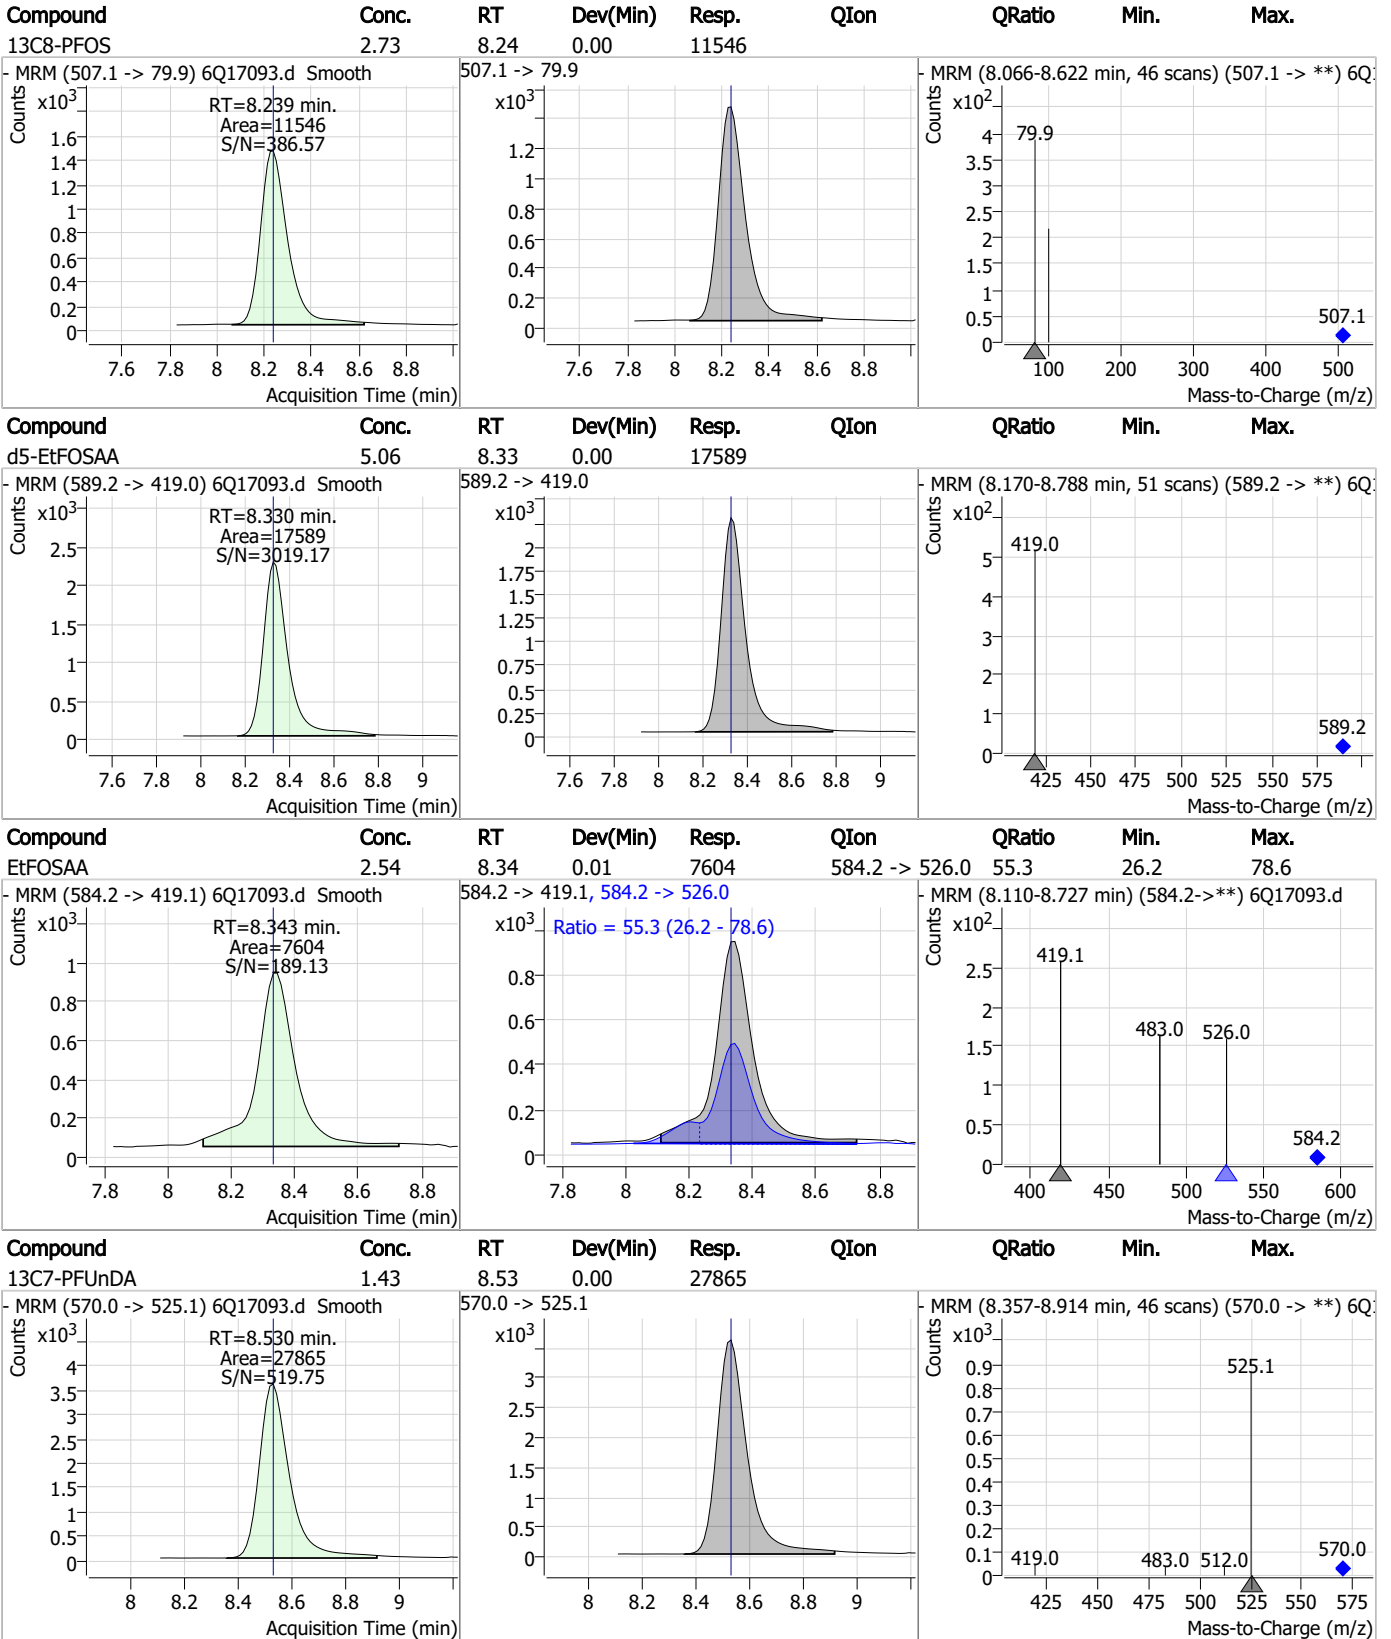 Compound Conc. RT Dev(Min) Resp. QIon QRatio Min. Max.
13C8-PFOS 2.73 8.24 0.00 11546
- MRM (507.1 -> 79.9) 6Q17093.d Smooth
Counts
x10³
RT=8.239 min.
Area=11546
S/N=386.57
1.6
1.4
1.2
1
0.8
0.6
0.4
0.2
0
7.6 7.8 8 8.2 8.4 8.6 8.8
Acquisition Time (min)
507.1 -> 79.9
x10³
1.2
1
0.8
0.6
0.4
0.2
0
7.6 7.8 8 8.2 8.4 8.6 8.8
- MRM (8.066-8.622 min, 46 scans) (507.1 -> **) 6Q1
Counts
x10²
4
3.5
3
2.5
2
1.5
1
0.5
0
79.9
507.1
100 200 300 400 500
Mass-to-Charge (m/z)
Compound Conc. RT Dev(Min) Resp. QIon QRatio Min. Max.
d5-EtFOSAA 5.06 8.33 0.00 17589
- MRM (589.2 -> 419.0) 6Q17093.d Smooth
Counts
x10³
RT=8.330 min.
Area=17589
S/N=3019.17
2.5
2
1.5
1
0.5
0
7.6 7.8 8 8.2 8.4 8.6 8.8 9
Acquisition Time (min)
589.2 -> 419.0
x10³
2
1.75
1.5
1.25
1
0.75
0.5
0.25
0
7.6 7.8 8 8.2 8.4 8.6 8.8 9
- MRM (8.170-8.788 min, 51 scans) (589.2 -> **) 6Q1
Counts
x10²
5
4
3
2
1
0
419.0
589.2
425 450 475 500 525 550 575
Mass-to-Charge (m/z)
Compound Conc. RT Dev(Min) Resp. QIon QRatio Min. Max.
EtFOSAA 2.54 8.34 0.01 7604 584.2 -> 526.0 55.3 26.2 78.6
- MRM (584.2 -> 419.1) 6Q17093.d Smooth
Counts
x10³
RT=8.343 min.
Area=7604
S/N=189.13
1
0.8
0.6
0.4
0.2
0
7.8 8 8.2 8.4 8.6 8.8
Acquisition Time (min)
584.2 -> 419.1, 584.2 -> 526.0
x10³
Ratio = 55.3 (26.2 - 78.6)
0.8
0.6
0.4
0.2
0
7.8 8 8.2 8.4 8.6 8.8
- MRM (8.110-8.727 min) (584.2->**) 6Q17093.d
Counts
x10²
2.5
2
1.5
1
0.5
0
419.1
483.0
526.0
584.2
400 450 500 550 600
Mass-to-Charge (m/z)
Compound Conc. RT Dev(Min) Resp. QIon QRatio Min. Max.
13C7-PFUnDA 1.43 8.53 0.00 27865
- MRM (570.0 -> 525.1) 6Q17093.d Smooth
Counts
x10³
RT=8.530 min.
Area=27865
S/N=519.75
4
3.5
3
2.5
2
1.5
1
0.5
0
8 8.2 8.4 8.6 8.8 9
Acquisition Time (min)
570.0 -> 525.1
x10³
3
2.5
2
1.5
1
0.5
0
8 8.2 8.4 8.6 8.8 9
- MRM (8.357-8.914 min, 46 scans) (570.0 -> **) 6Q1
Counts
x10³
0.9
0.8
0.7
0.6
0.5
0.4
0.3
0.2
0.1
0
525.1
419.0
483.0
512.0
570.0
425 450 475 500 525 550 575
Mass-to-Charge (m/z)